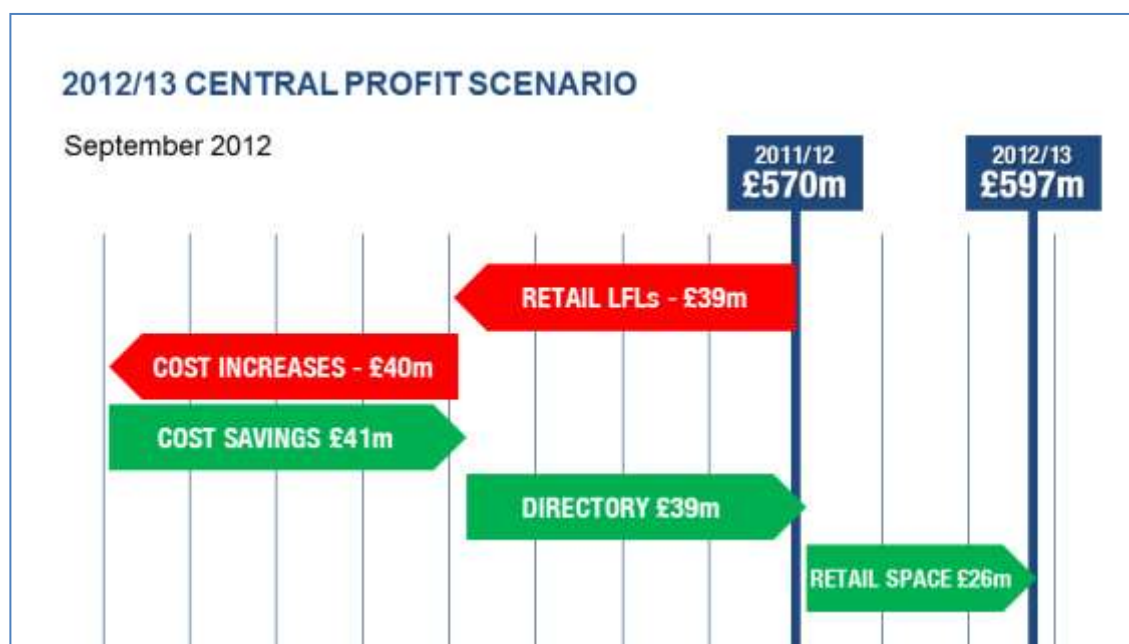 2012/13 CENTRAL PROFIT SCENARIO
September 2012
2011/12
£570m
2012/13
£597m
RETAIL LFLs - £39m
COST INCREASES - £40m
COST SAVINGS £41m
DIRECTORY £39m
RETAIL SPACE £26m